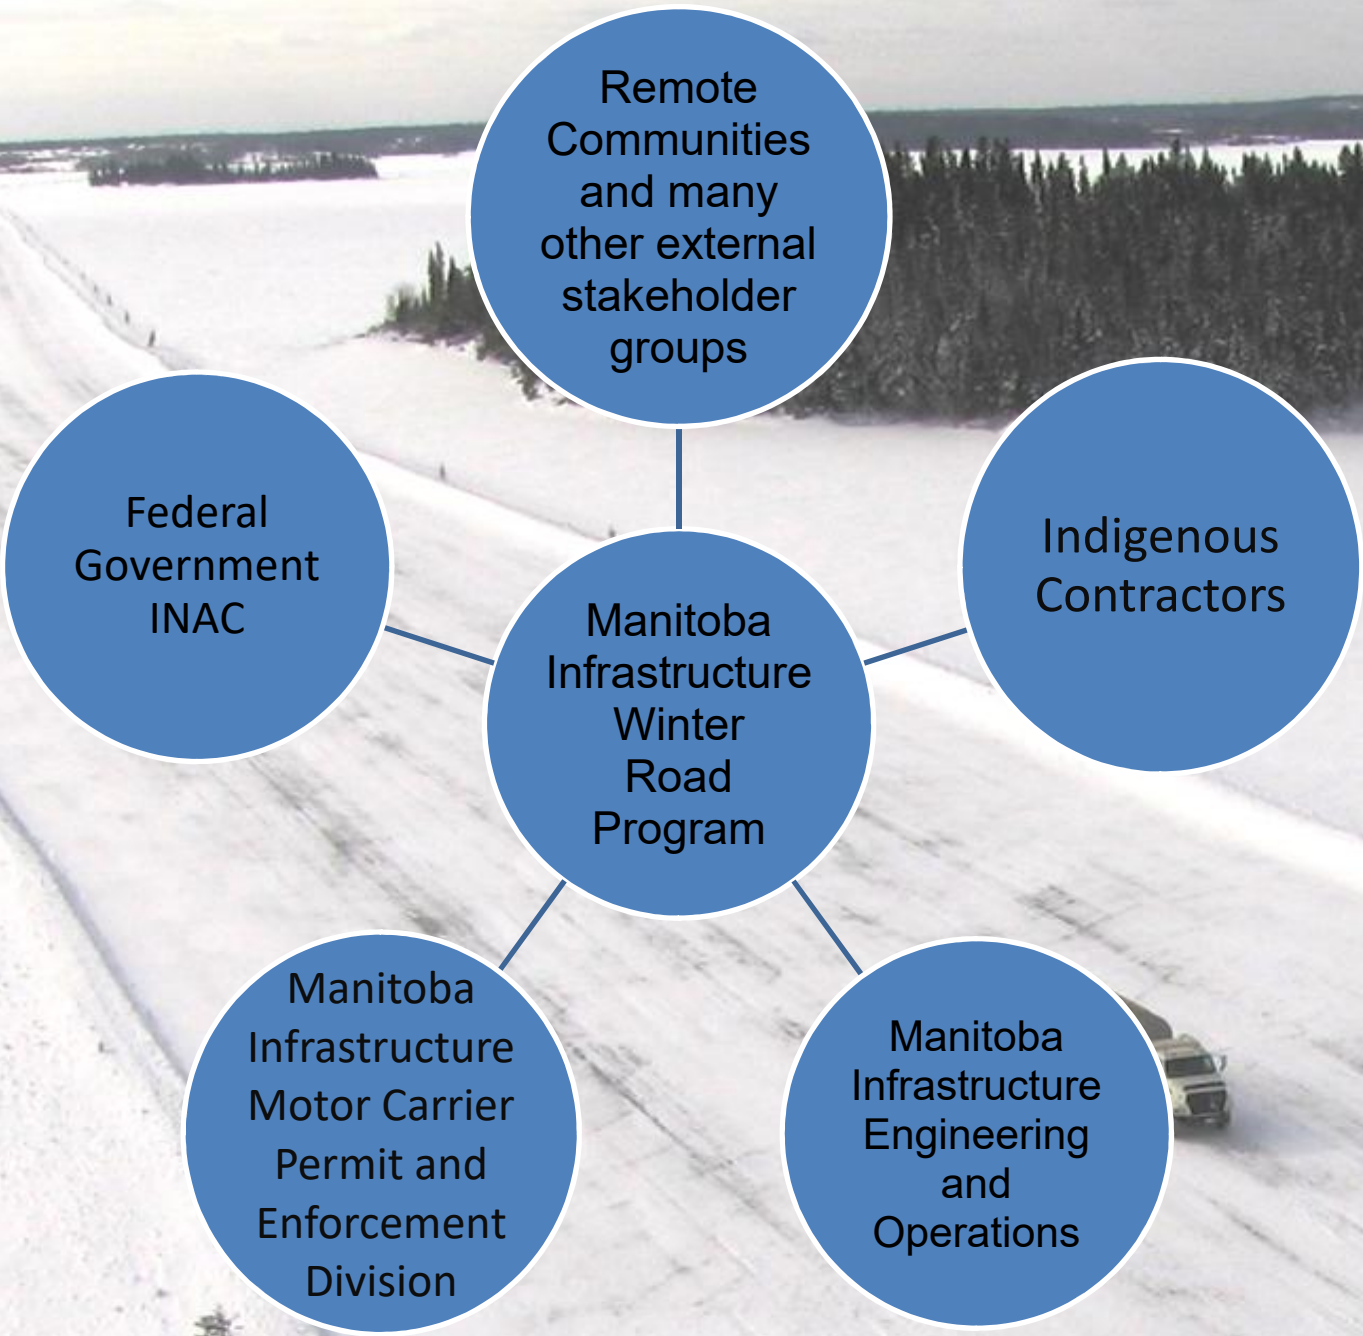 Remote
Communities
and many
other external
stakeholder
groups
Federal
Government
INAC
Indigenous
Contractors
Manitoba
Infrastructure
Winter
Road
Program
Manitoba
Infrastructure
Motor Carrier
Permit and
Enforcement
Division
Manitoba
Infrastructure
Engineering
and
Operations